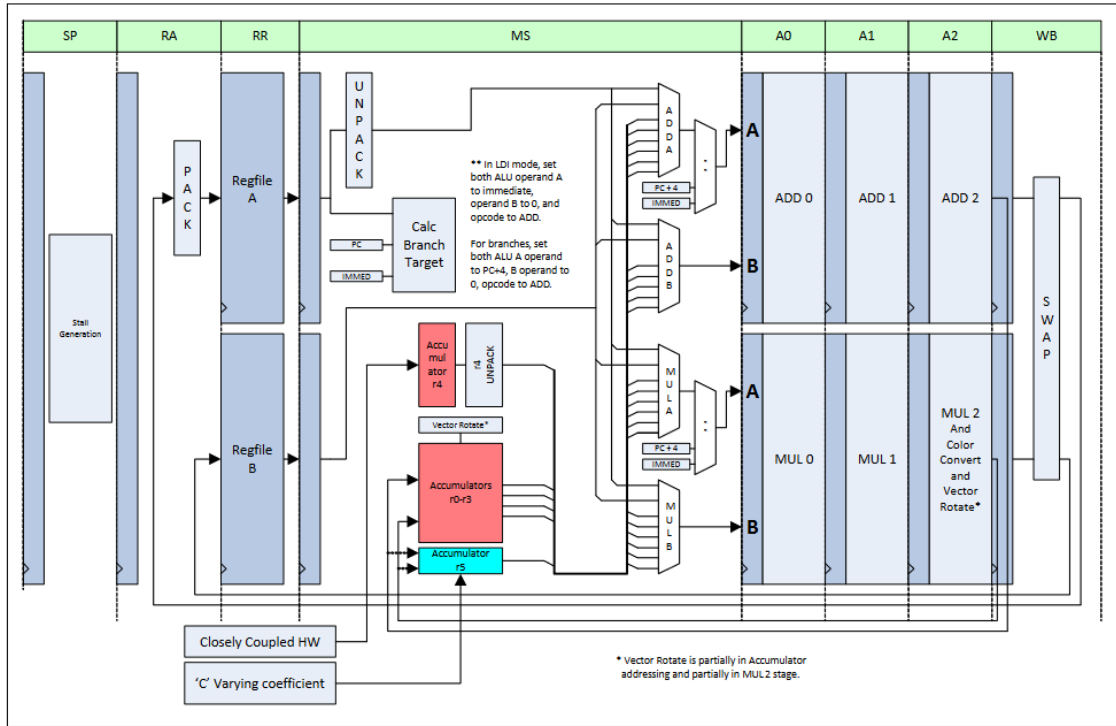 SP RA RR MS A0 A1 A2 WB
U
N
P
A
C
K
A
D
D
A
A
P
A
C
K
Regfile
A
** In LDI mode, set
both ALU operand A
to immediate,
operand B to 0, and
opcode to ADD.
For branches, set
both ALU A operand
to PC+4, B operand to
0, opcode to ADD.
:
PC + 4
IMMED
ADD 0
ADD 1
ADD 2
Calc
Branch
Target
PC
IMMED
A
D
D
B
B
Stall
Generation
S
W
A
P
Accu
mulat
or
r4
r4
UNPACK
M
U
L
A
A
:
PC + 4
IMMED
Vector Rotate*
Regfile
B
Accumulators
r0-r3
MUL 0
MUL 1
MUL 2
And
Color
Convert
and
Vector
Rotate*
M
U
L
B
B
Accumulator
r5
Closely Coupled HW
'C' Varying coefficient
* Vector Rotate is partially in Accumulator
addressing and partially in MUL2 stage.